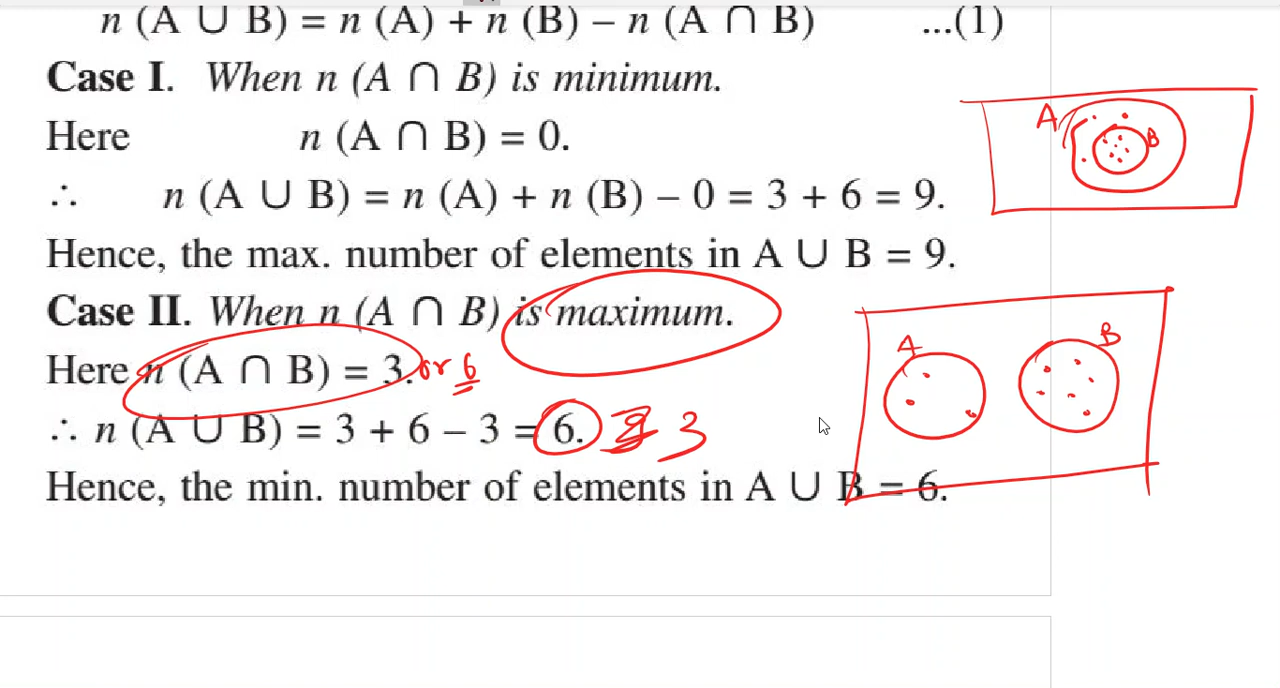 n (A ∪ B) = n (A) + n (B) – n (A ∩ B) ...(1)
Case I. When n (A ∩ B) is minimum.
Here n (A ∩ B) = 0.
∴ n (A ∪ B) = n (A) + n (B) – 0 = 3 + 6 = 9.
Hence, the max. number of elements in A ∪ B = 9.
Case II. When n (A ∩ B) is maximum.
Here n (A ∩ B) = 3. or 6
∴ n (A ∪ B) = 3 + 6 – 3 = 6. 3
Hence, the min. number of elements in A ∪ B = 6.
A B
A B